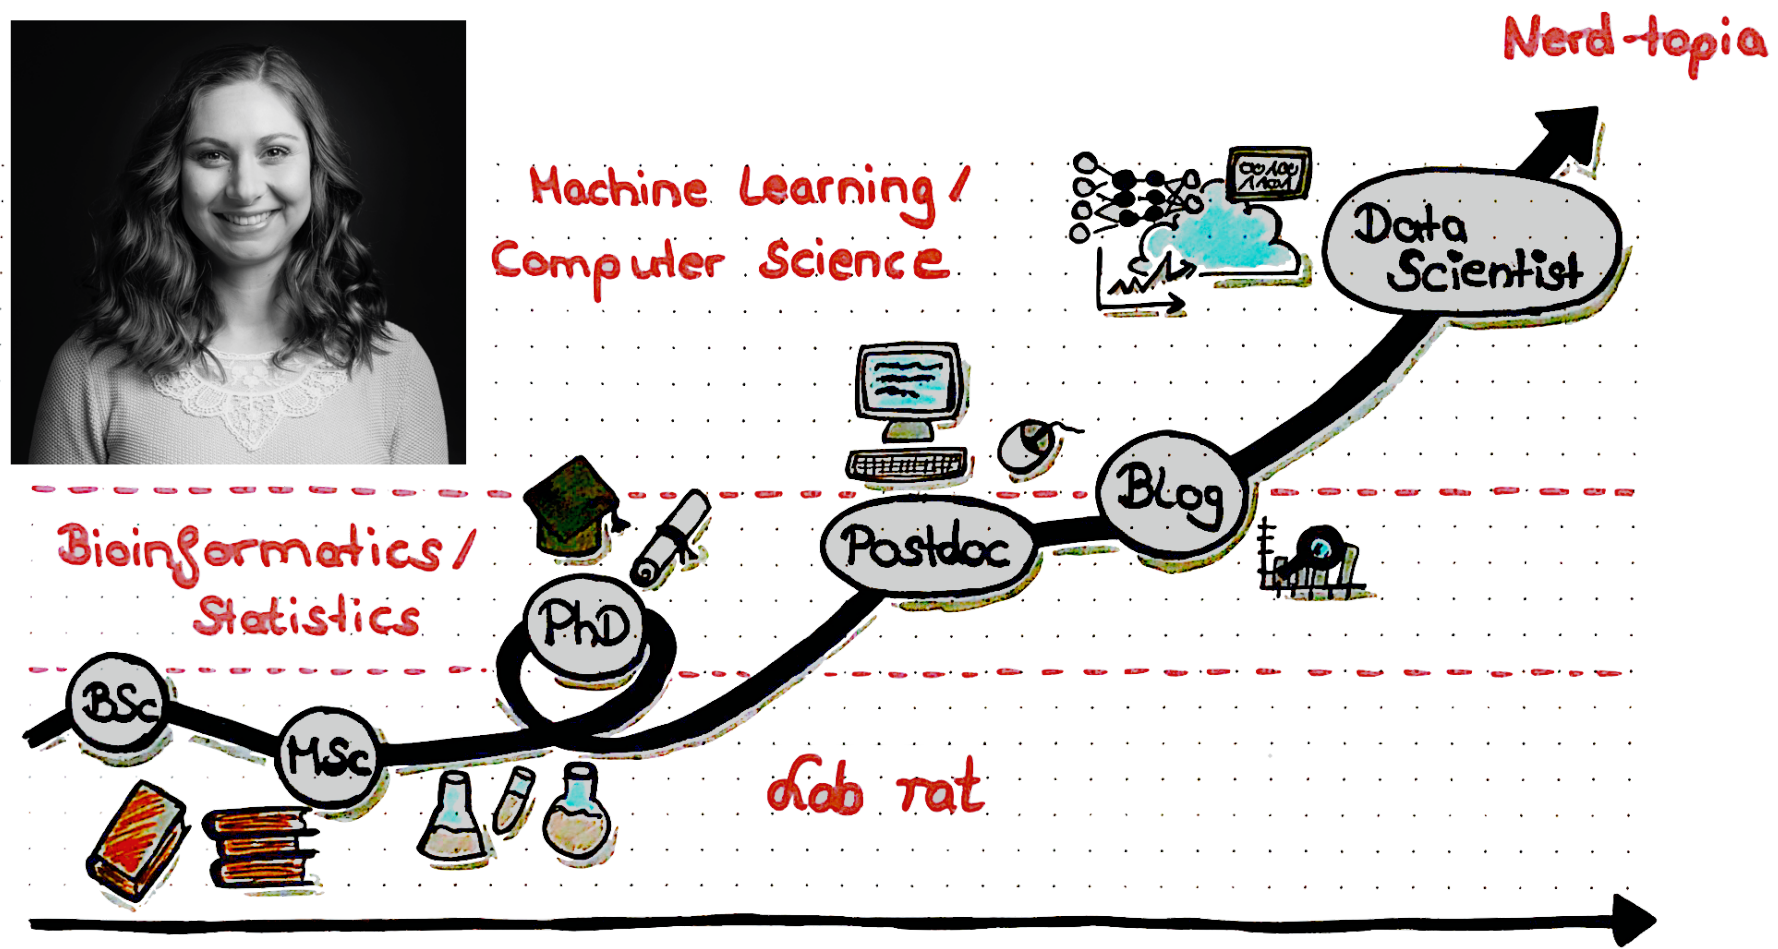 Nerd-topia
Machine Learning /
Computer Science
Data
Scientist
Blog
Postdoc
Bioinformatics /
Statistics
PhD
BSc
MSc
Lab rat